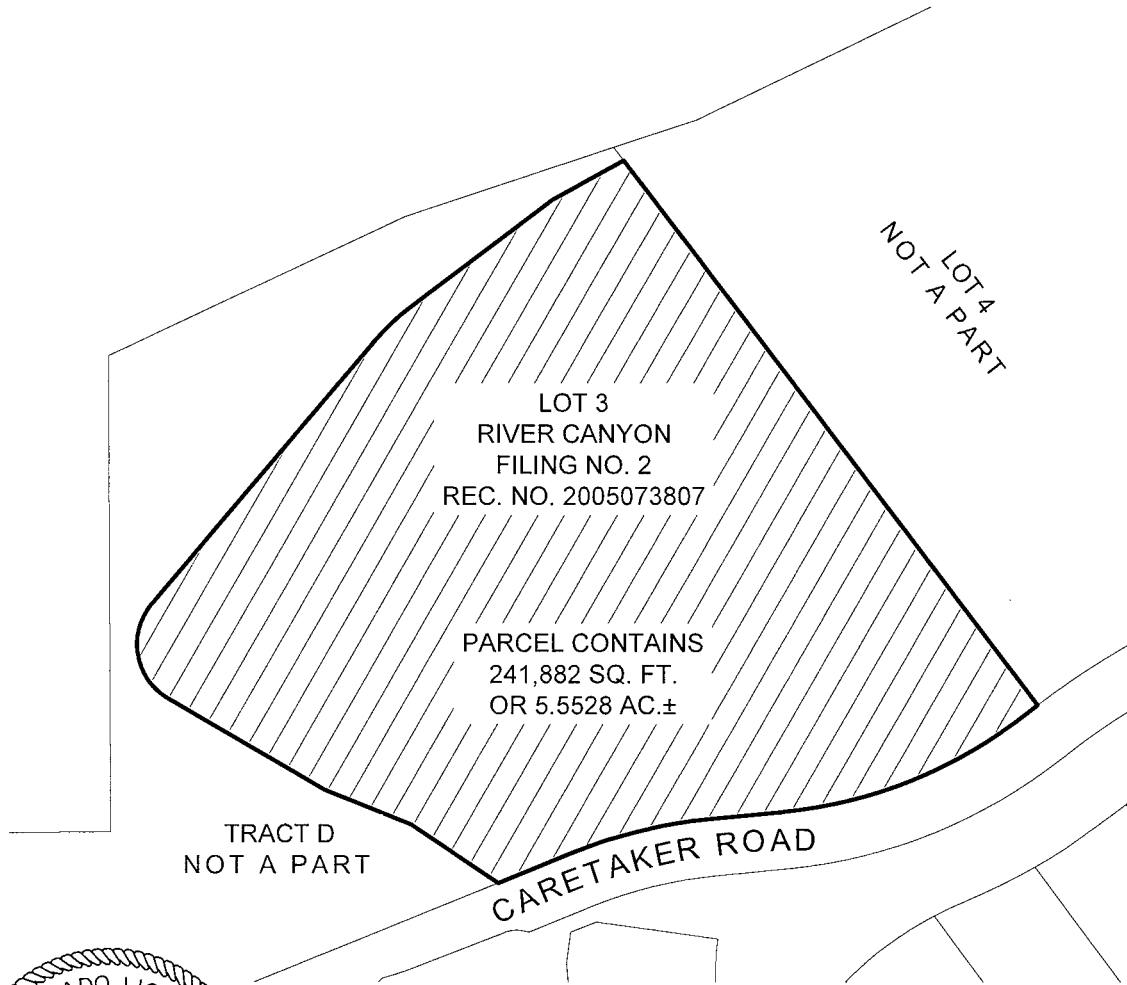 LOT 4
NOT A PART
LOT 3
RIVER CANYON
FILING NO. 2
REC. NO. 2005073807
PARCEL CONTAINS
241,882 SQ. FT.
OR 5.5528 AC.±
TRACT D
NOT A PART
CARETAKER ROAD